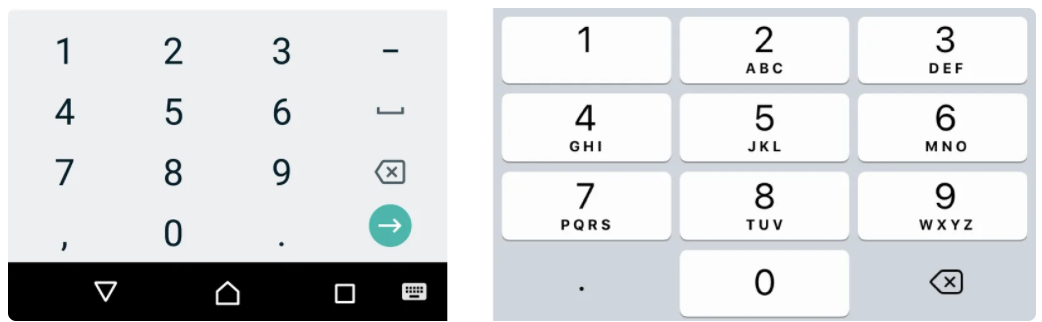 1 2 3 -
4 5 6
7 8 9
, 0 .
1 2 3
ABC DEF
4 5 6
GHI JKL MNO
7 8 9
PQRS TUV WXYZ
. 0